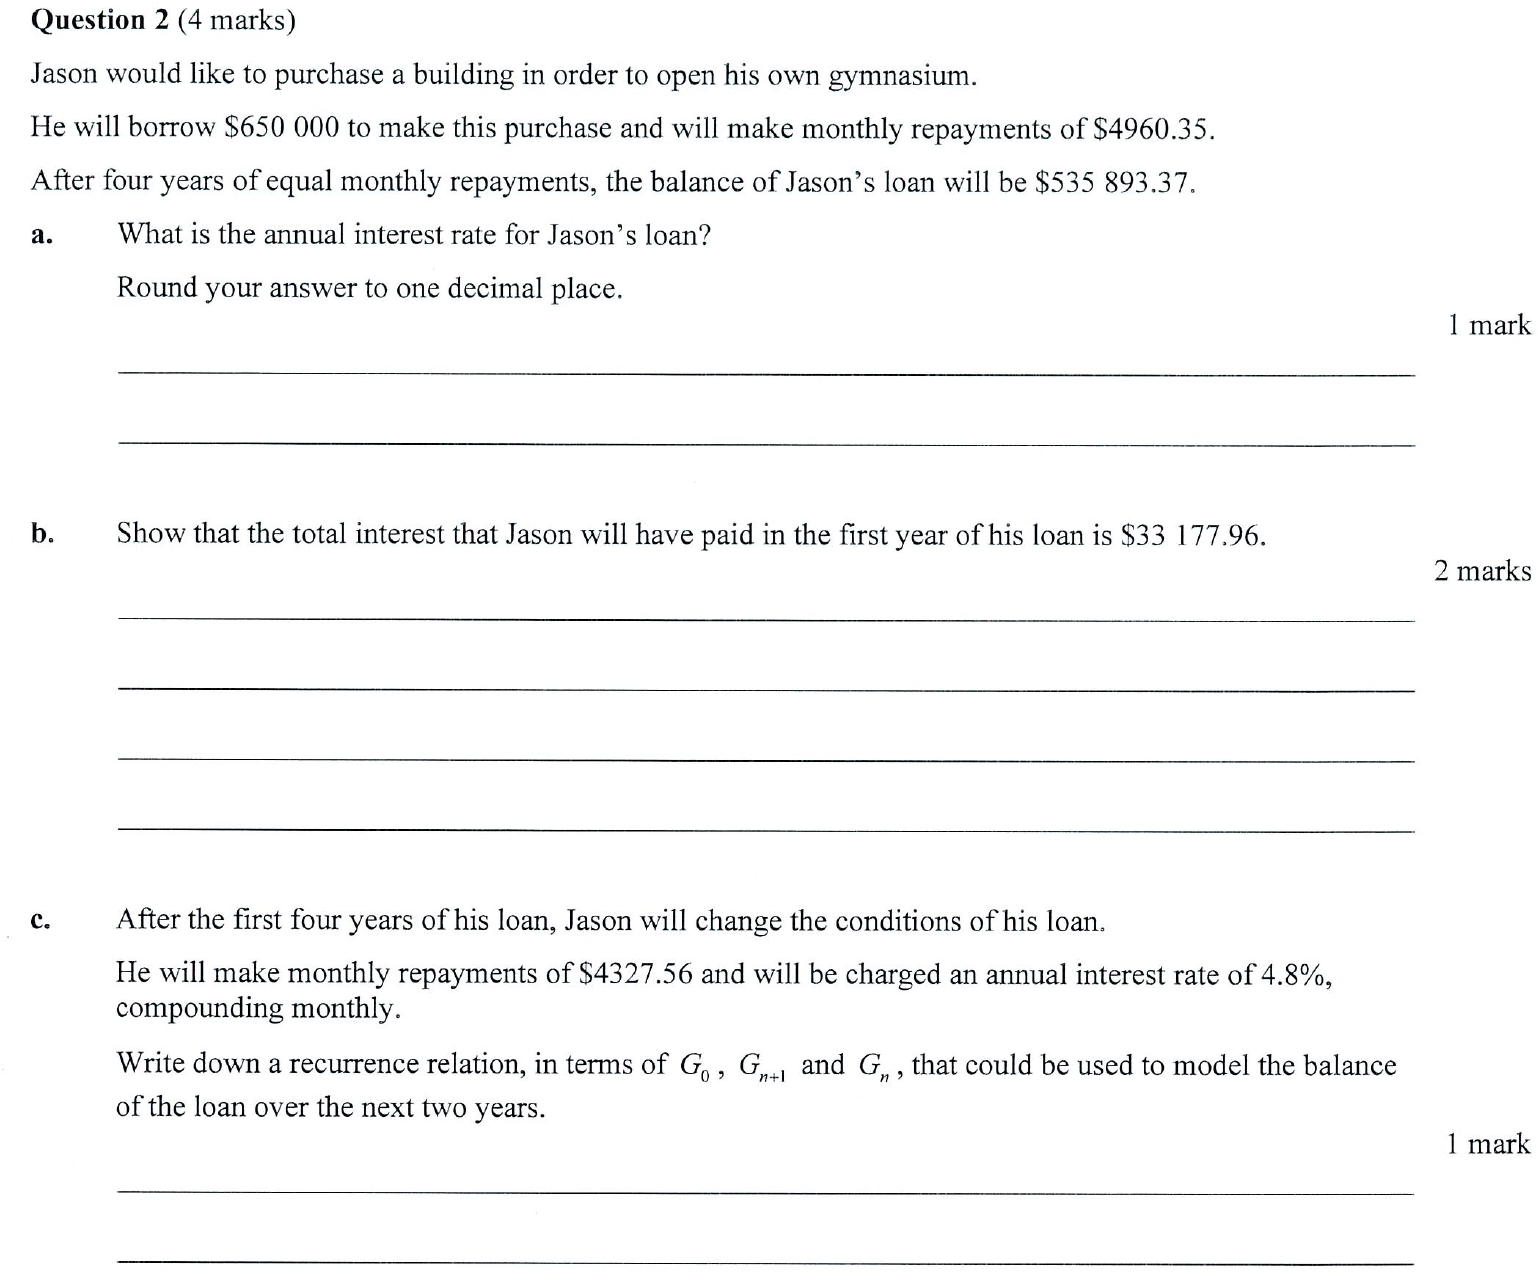 Question 2 (4 marks)
Jason would like to purchase a building in order to open his own gymnasium.
He will borrow $650 000 to make this purchase and will make monthly repayments of $4960.35.
After four years of equal monthly repayments, the balance of Jason's loan will be $535 893.37.
a. What is the annual interest rate for Jason's loan?
Round your answer to one decimal place.
1 mark
b. Show that the total interest that Jason will have paid in the first year of his loan is $33 177.96.
2 marks
c. After the first four years of his loan, Jason will change the conditions of his loan.
He will make monthly repayments of $4327.56 and will be charged an annual interest rate of 4.8%,
compounding monthly.
Write down a recurrence relation, in terms of G₀ , Gₙ₊₁ and Gₙ , that could be used to model the balance
of the loan over the next two years.
1 mark